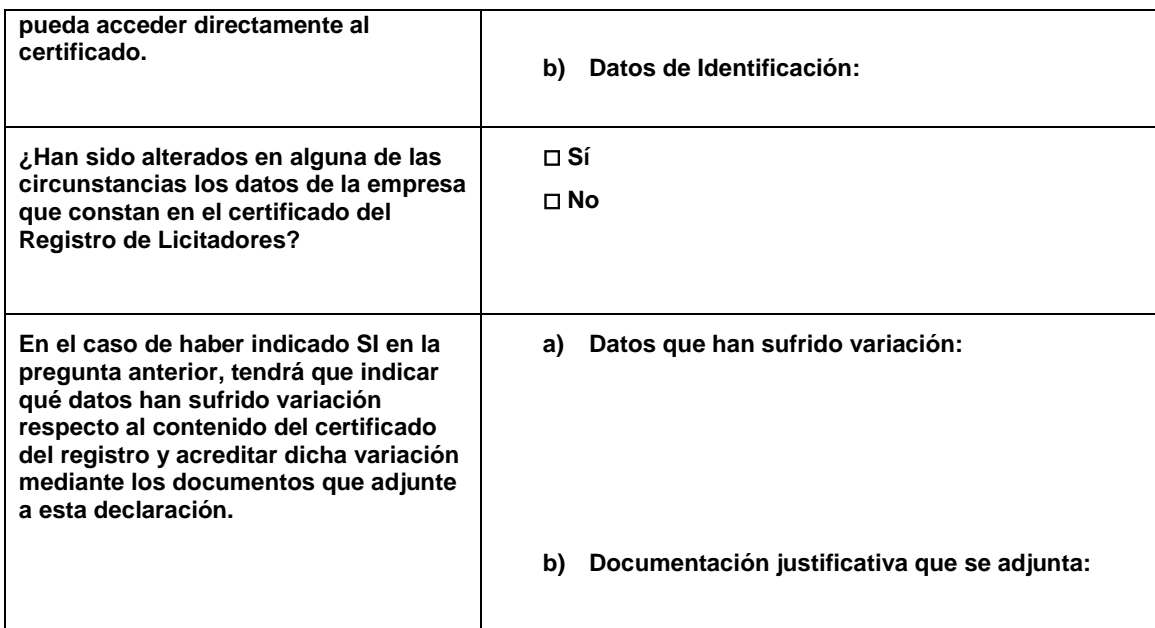 pueda acceder directamente al
certificado.
b) Datos de Identificación:
¿Han sido alterados en alguna de las
circunstancias los datos de la empresa
que constan en el certificado del
Registro de Licitadores?
□ Sí
□ No
En el caso de haber indicado SI en la
pregunta anterior, tendrá que indicar
qué datos han sufrido variación
respecto al contenido del certificado
del registro y acreditar dicha variación
mediante los documentos que adjunte
a esta declaración.
a) Datos que han sufrido variación:
b) Documentación justificativa que se adjunta: